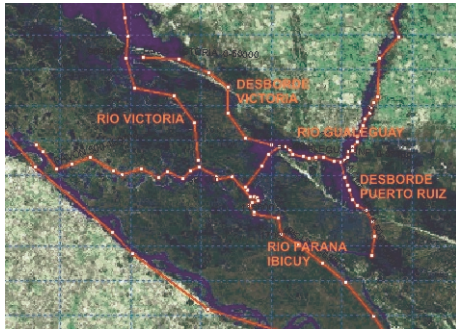 DESBORDE
VICTORIA
RIO VICTORIA
RIO GUALEGUAY
DESBORDE
PUERTO RUIZ
RIO PARANA
IBICUY